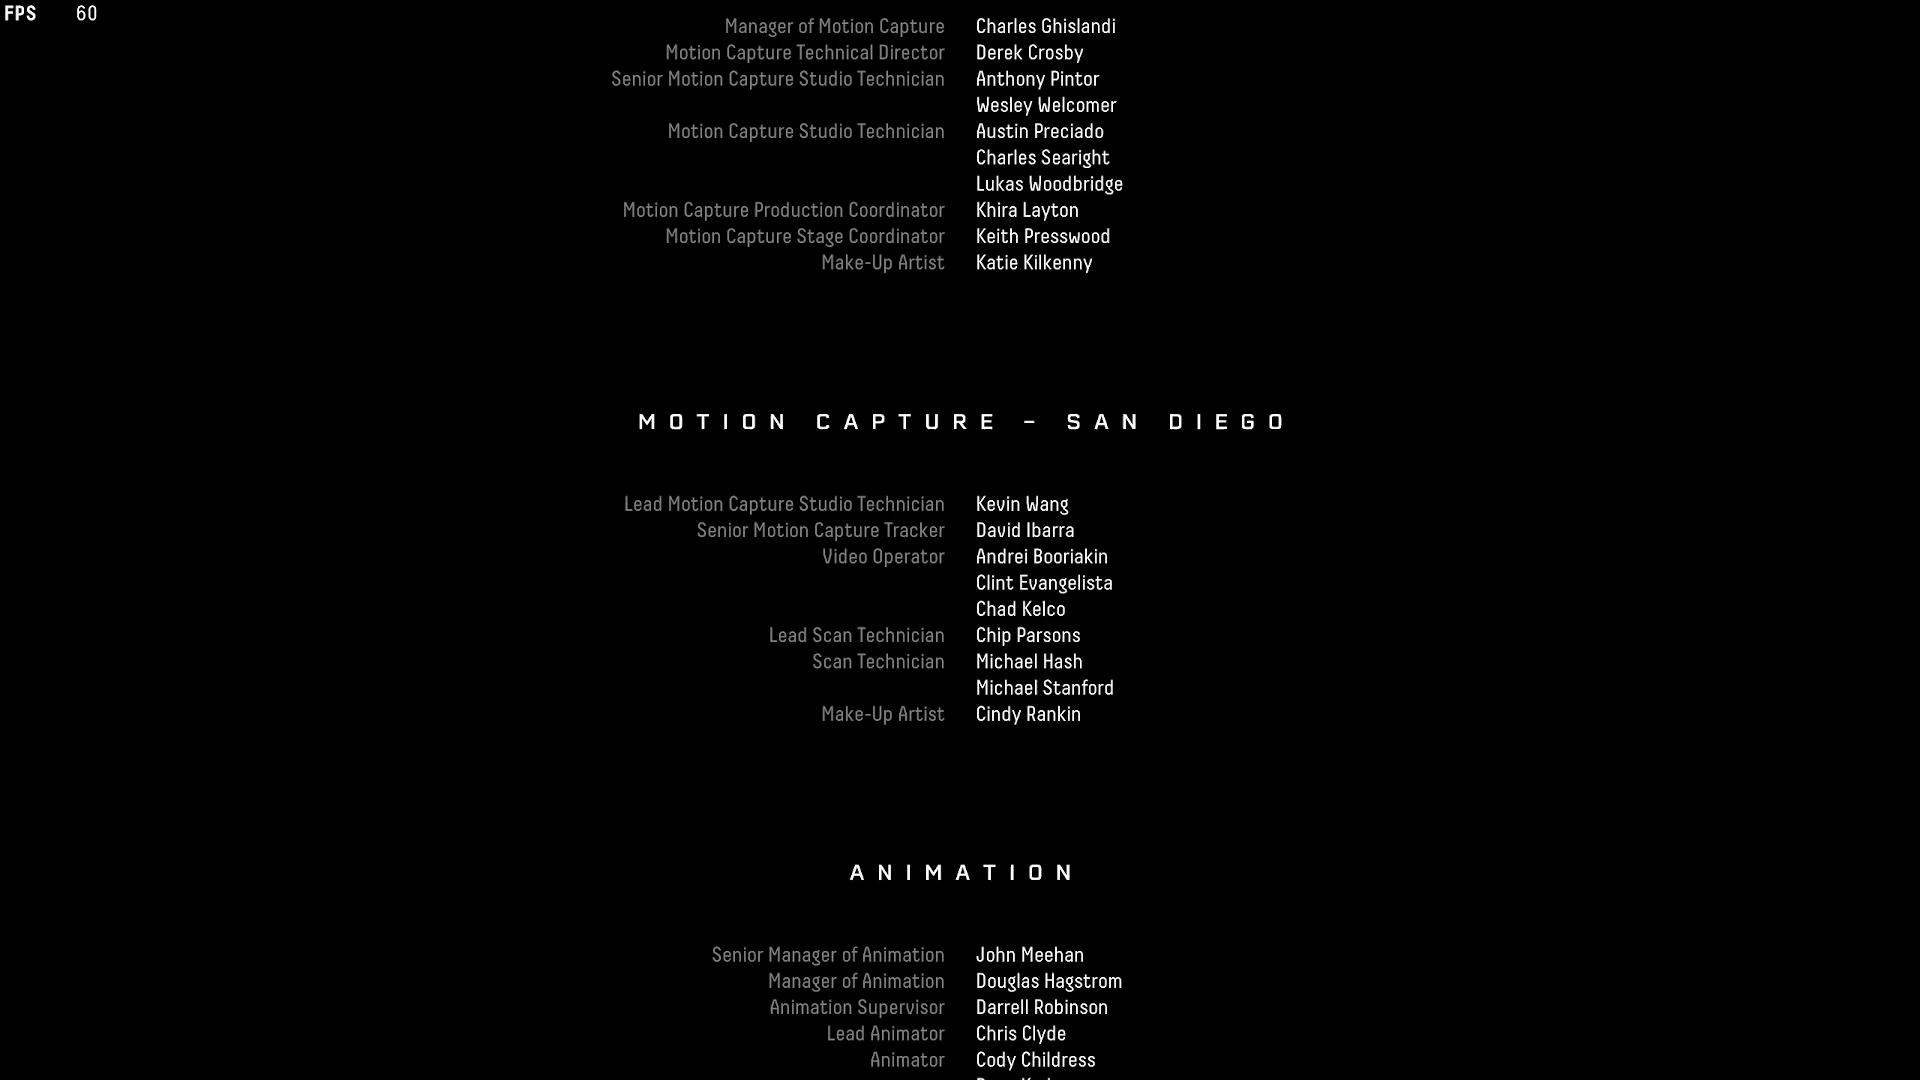 FPS 60
Manager of Motion Capture Charles Ghislandi
Motion Capture Technical Director Derek Crosby
Senior Motion Capture Studio Technician Anthony Pintor
Wesley Welcomer
Motion Capture Studio Technician Austin Preciado
Charles Searight
Lukas Woodbridge
Motion Capture Production Coordinator Khira Layton
Motion Capture Stage Coordinator Keith Presswood
Make-Up Artist Katie Kilkenny
MOTION CAPTURE - SAN DIEGO
Lead Motion Capture Studio Technician Kevin Wang
Senior Motion Capture Tracker David Ibarra
Video Operator Andrei Booriakin
Clint Evangelista
Chad Kelco
Lead Scan Technician Chip Parsons
Scan Technician Michael Hash
Michael Stanford
Make-Up Artist Cindy Rankin
ANIMATION
Senior Manager of Animation John Meehan
Manager of Animation Douglas Hagstrom
Animation Supervisor Darrell Robinson
Lead Animator Chris Clyde
Animator Cody Childress